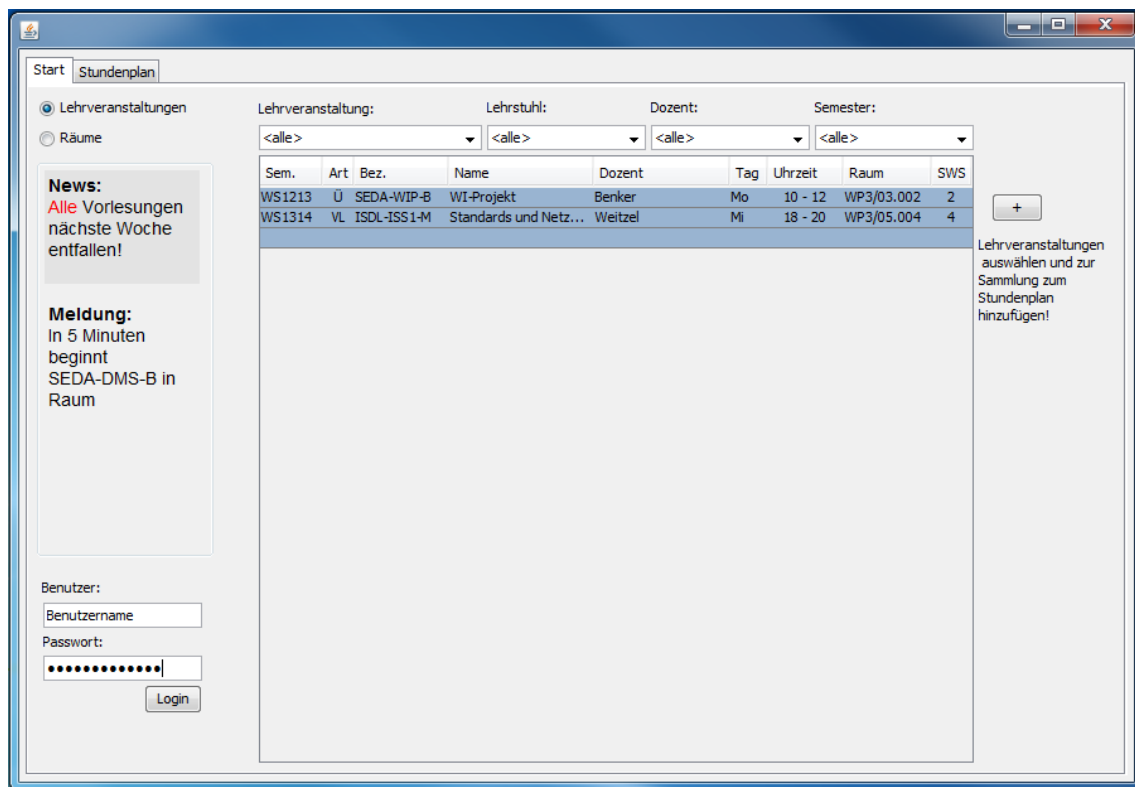 Start Stundenplan
Lehrveranstaltungen
Räume
News:
Alle Vorlesungen
nächste Woche
entfallen!
Meldung:
In 5 Minuten
beginnt
SEDA-DMS-B in
Raum
Benutzer:
Benutzername
Passwort:
•••••••••••••
Login
Lehrveranstaltung: Lehrstuhl: Dozent: Semester:
<alle> <alle> <alle> <alle>
Sem. Art Bez. Name Dozent Tag Uhrzeit Raum SWS
WS1213 Ü SEDA-WIP-B WI-Projekt Benker Mo 10 - 12 WP3/03.002 2
WS1314 VL ISDL-ISS1-M Standards und Netz... Weitzel Mi 18 - 20 WP3/05.004 4
+
Lehrveranstaltungen
auswählen und zur
Sammlung zum
Stundenplan
hinzufügen!